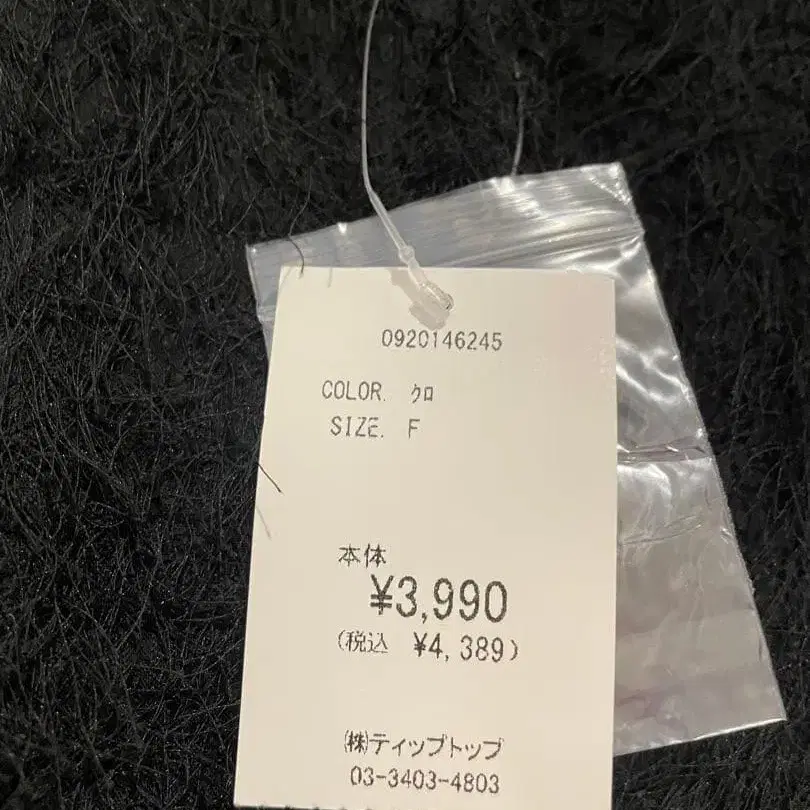 0920146245
COLOR. ｸﾛ
SIZE. F
本体
¥3,990
(税込 ¥4,389)
㈱ティップトップ
03-3403-4803